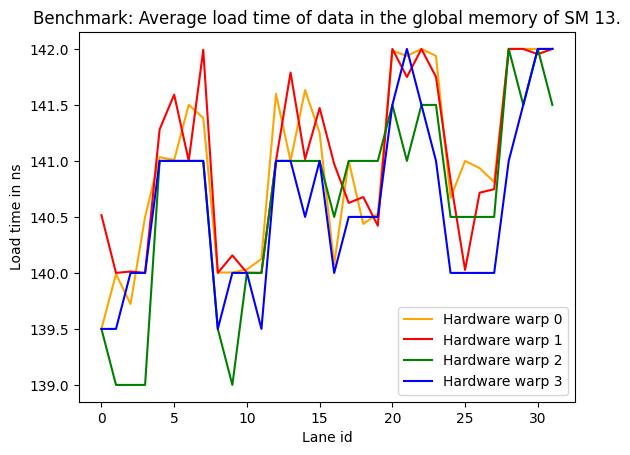 Benchmark: Average load time of data in the global memory of SM 13.
142.0
141.5
141.0
140.5
140.0
139.5
139.0
Load time in ns
0 5 10 15 20 25 30
Lane id
Hardware warp 0
Hardware warp 1
Hardware warp 2
Hardware warp 3